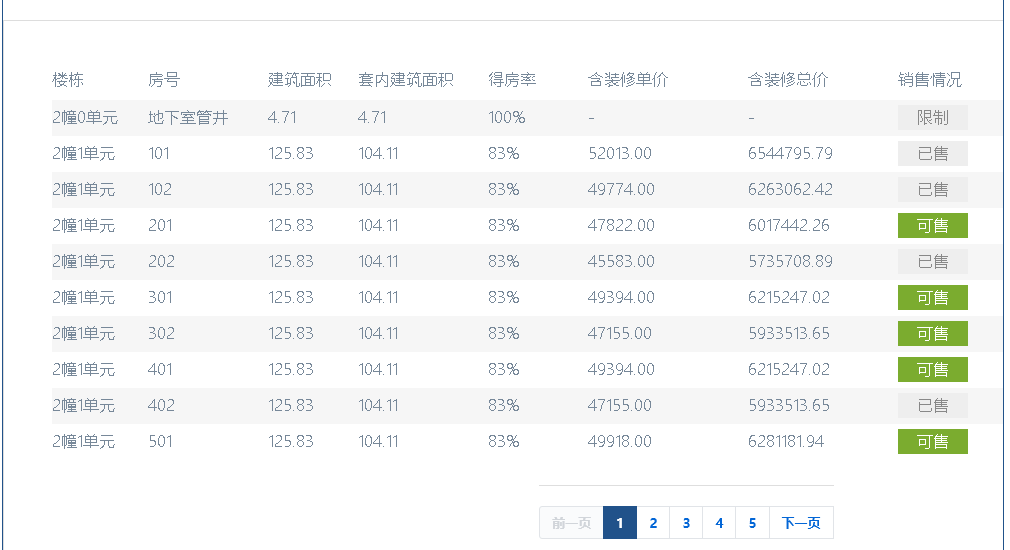 楼栋 房号 建筑面积 套内建筑面积 得房率 含装修单价 含装修总价 销售情况
2幢0单元 地下室管井 4.71 4.71 100% - - 限制
2幢1单元 101 125.83 104.11 83% 52013.00 6544795.79 已售
2幢1单元 102 125.83 104.11 83% 49774.00 6263062.42 已售
2幢1单元 201 125.83 104.11 83% 47822.00 6017442.26 可售
2幢1单元 202 125.83 104.11 83% 45583.00 5735708.89 已售
2幢1单元 301 125.83 104.11 83% 49394.00 6215247.02 可售
2幢1单元 302 125.83 104.11 83% 47155.00 5933513.65 可售
2幢1单元 401 125.83 104.11 83% 49394.00 6215247.02 可售
2幢1单元 402 125.83 104.11 83% 47155.00 5933513.65 已售
2幢1单元 501 125.83 104.11 83% 49918.00 6281181.94 可售
前一页 1 2 3 4 5 下一页